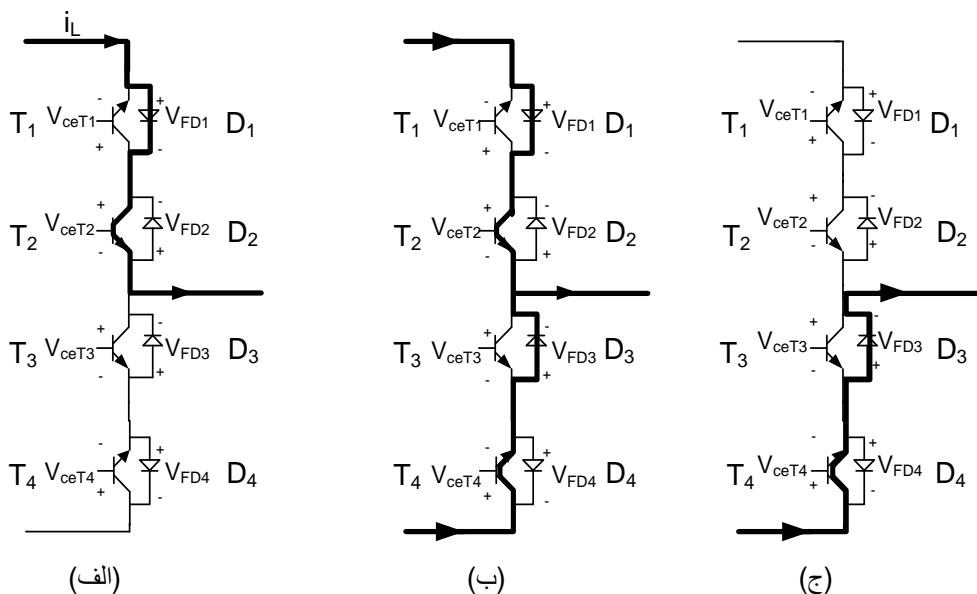 i_L
T₁ V_ceT1 - + + - V_FD1 D₁
T₂ V_ceT2 + - - + V_FD2 D₂
T₃ V_ceT3 + - - + V_FD3 D₃
T₄ V_ceT4 - + + - V_FD4 D₄
(الف)
T₁ V_ceT1 - + + - V_FD1 D₁
T₂ V_ceT2 + - - + V_FD2 D₂
T₃ V_ceT3 + - - + V_FD3 D₃
T₄ V_ceT4 - + + - V_FD4 D₄
(ب)
T₁ V_ceT1 - + + - V_FD1 D₁
T₂ V_ceT2 + - - + V_FD2 D₂
T₃ V_ceT3 + - - + V_FD3 D₃
T₄ V_ceT4 - + + - V_FD4 D₄
(ج)